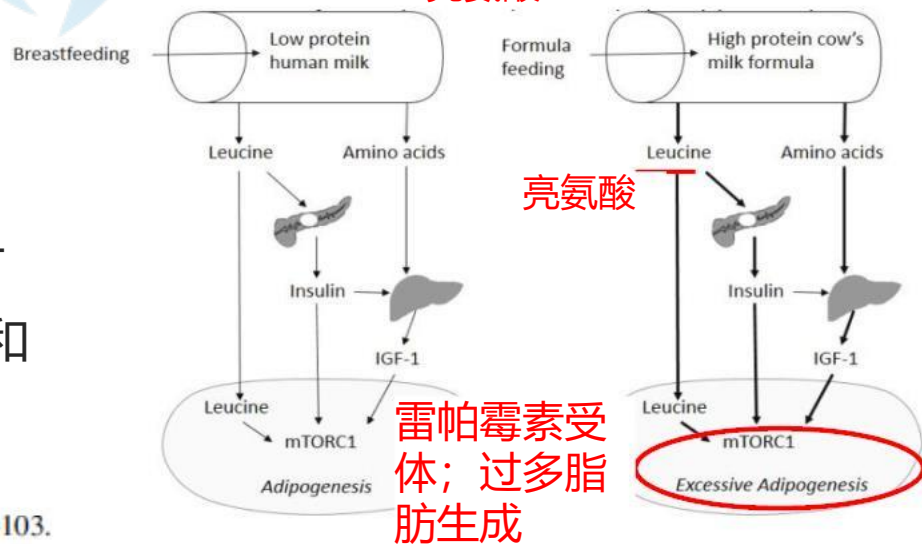 Breastfeeding
Low protein
human milk
Leucine
Amino acids
Insulin
IGF-1
Leucine
mTORC1
Adipogenesis
Formula
feeding
High protein cow's
milk formula
Leucine
Amino acids
亮氨酸
Insulin
IGF-1
Leucine
mTORC1
Excessive Adipogenesis
雷帕霉素受
体；过多脂
肪生成
和
103.